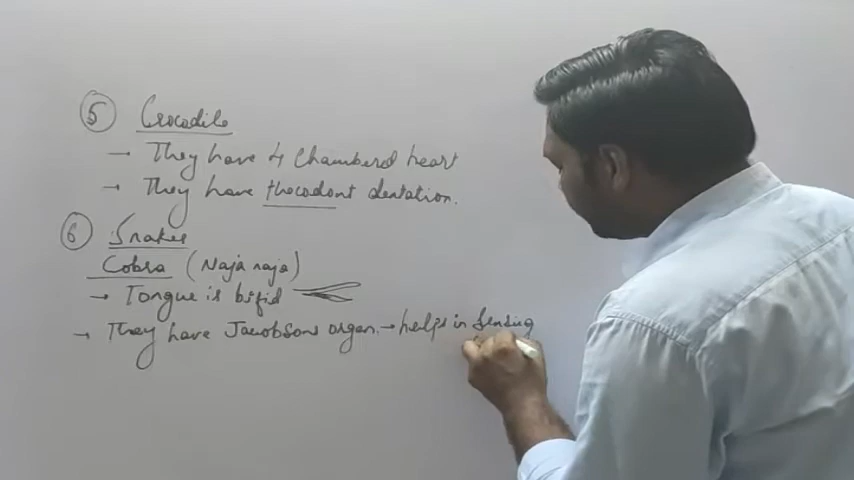 5 Crocodile
→ They have 4 Chambered heart
→ They have thecodont dentation.
6 Snakes
Cobra (Naja naja)
→ Tongue is bifid
→ They have Jacobsons organ. → helps in sensing